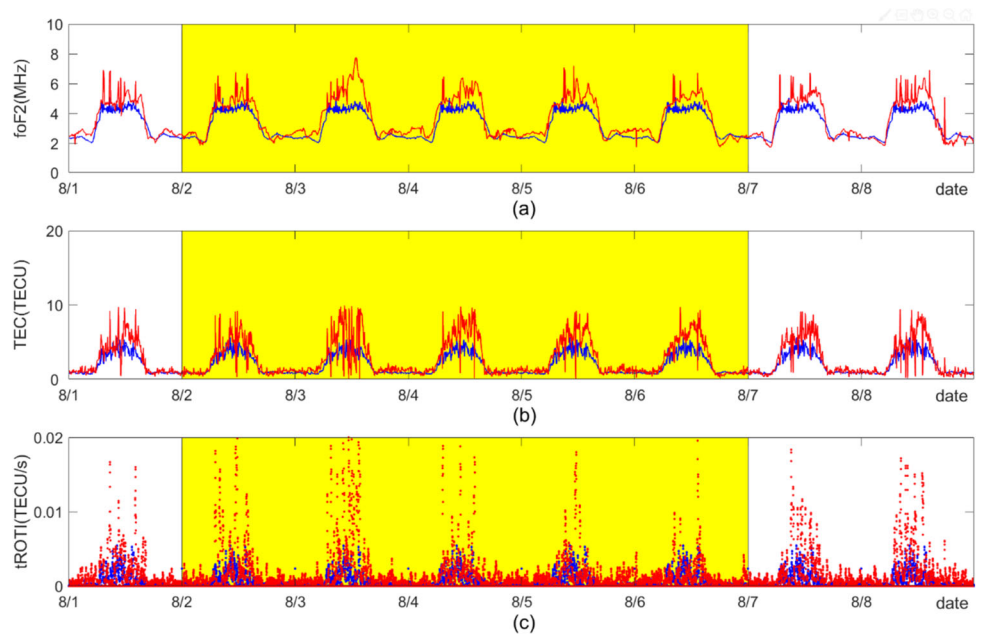 10
8
6
4
2
0
foF2(MHz)
8/1 8/2 8/3 8/4 8/5 8/6 8/7 8/8 date
(a)
20
10
0
TEC(TECU)
8/1 8/2 8/3 8/4 8/5 8/6 8/7 8/8 date
(b)
0.02
0.01
0
tROTI(TECU/s)
8/1 8/2 8/3 8/4 8/5 8/6 8/7 8/8 date
(c)